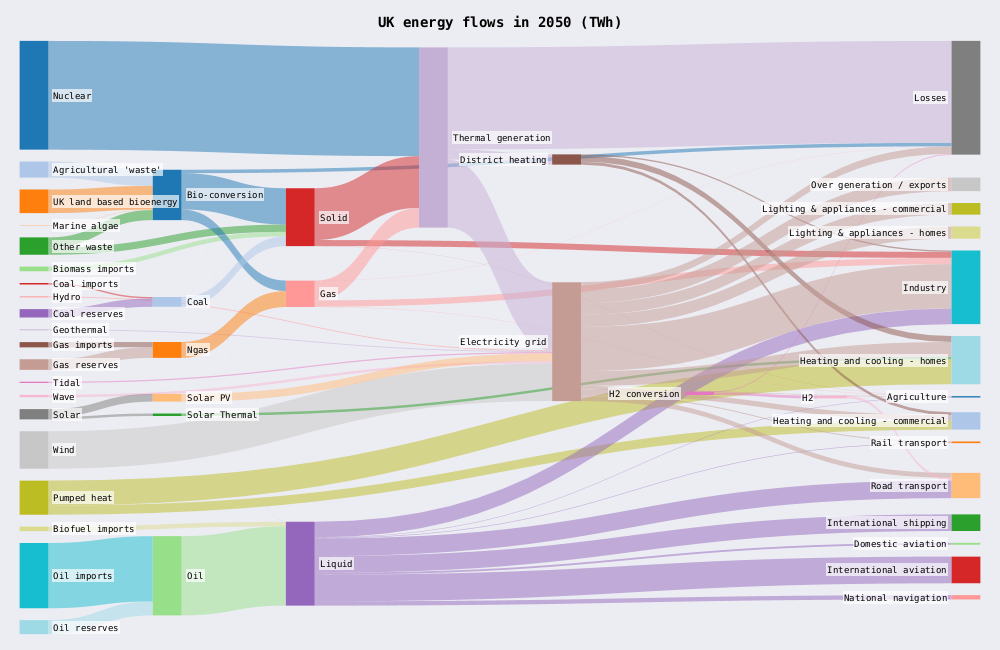 UK energy flows in 2050 (TWh)
Nuclear
Agricultural 'waste'
UK land based bioenergy
Marine algae
Other waste
Biomass imports
Coal imports
Hydro
Coal reserves
Geothermal
Gas imports
Gas reserves
Tidal
Wave
Solar
Wind
Pumped heat
Biofuel imports
Oil imports
Oil reserves
Bio-conversion
Coal
Ngas
Solar PV
Solar Thermal
Oil
Solid
Gas
Liquid
Thermal generation
District heating
Electricity grid
H2 conversion
H2
Losses
Over generation / exports
Lighting & appliances - commercial
Lighting & appliances - homes
Industry
Heating and cooling - homes
Agriculture
Heating and cooling - commercial
Rail transport
Road transport
International shipping
Domestic aviation
International aviation
National navigation